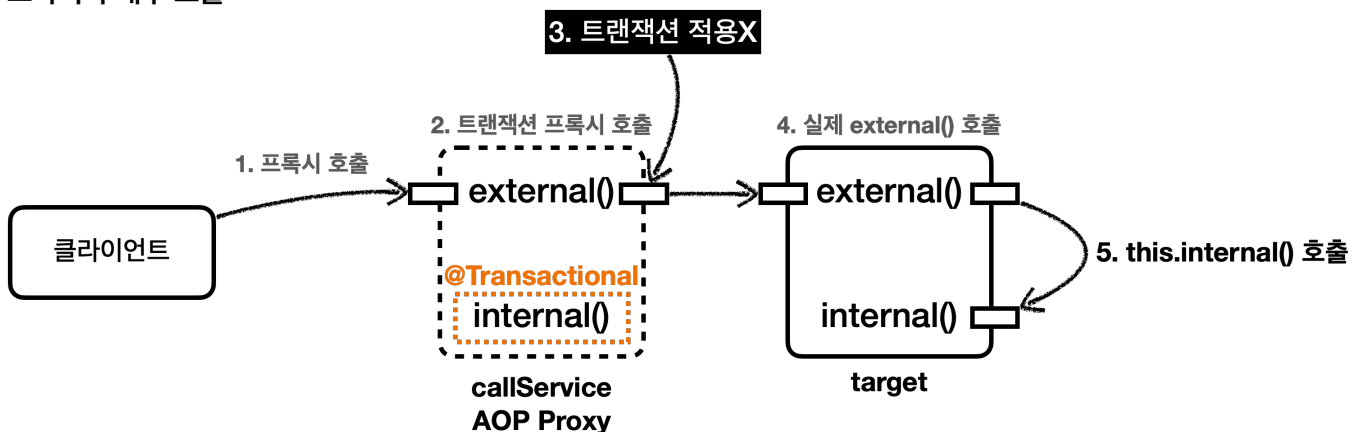 3. 트랜잭션 적용X
2. 트랜잭션 프록시 호출
4. 실제 external() 호출
1. 프록시 호출
external()
external()
클라이언트
5. this.internal() 호출
@Transactional
internal()
internal()
callService
AOP Proxy
target